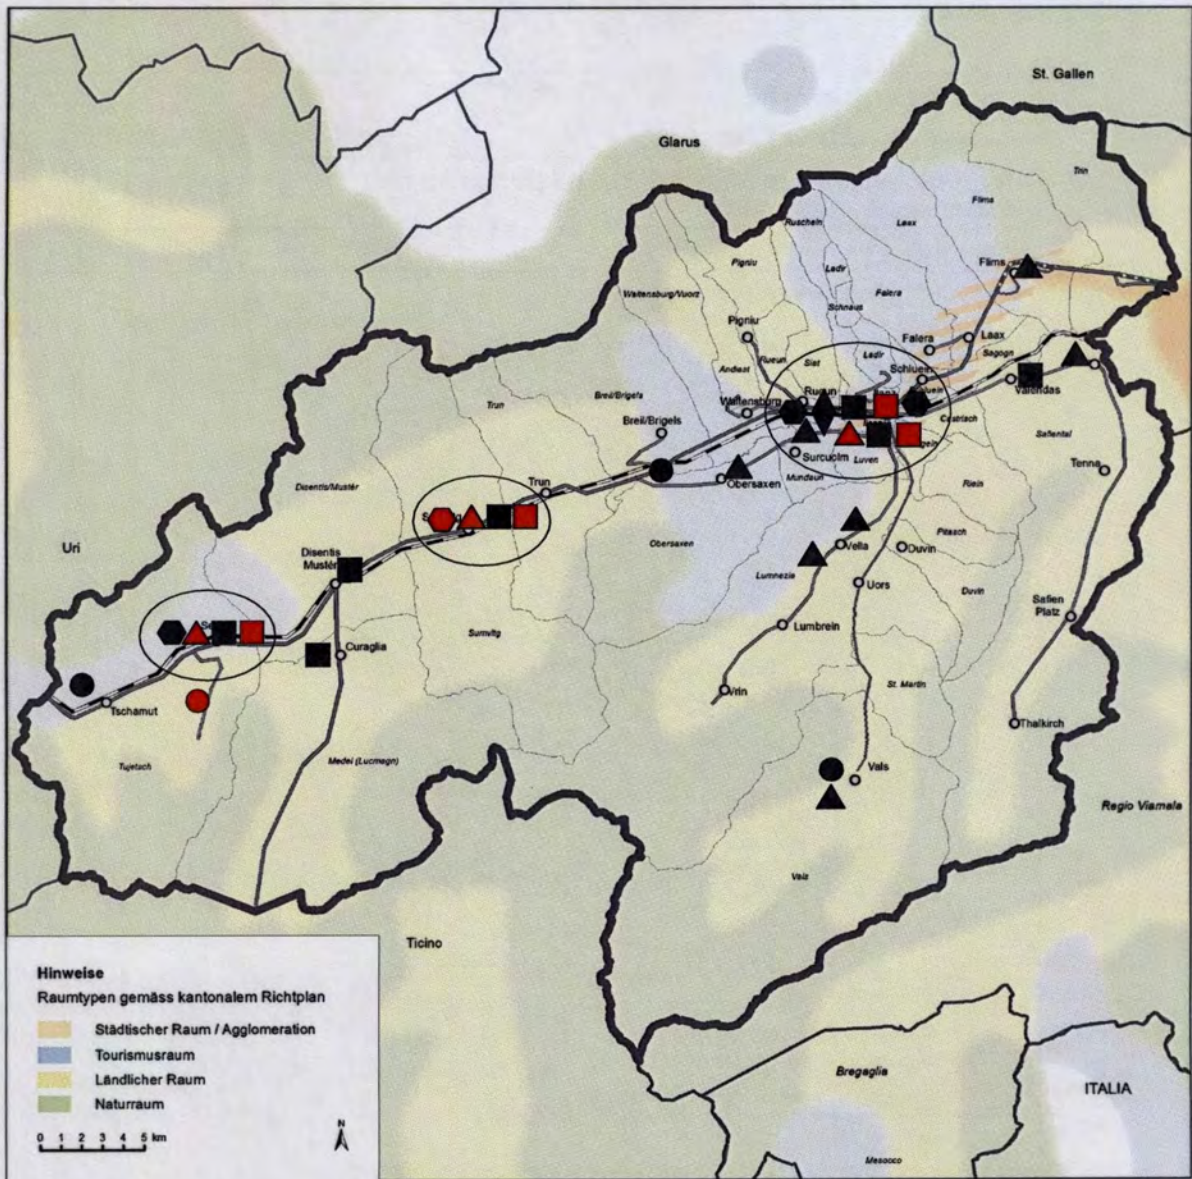 St. Gallen
Glarus
Trin
Flims
Ruschein
Laax
Pigniu
Ladir
Flims
Waltensburg/Vuorz
Falera
Schnaus
Pigniu
Falera
Laax
Rueun
Siat
Ladir
Sagogn
Andiast
Schluein
Trun
Breil/Brigels
Rueun
Valendas
Waltensburg
Castrisch
Breil/Brigels
Safiental
Surcuolm
Luven
Disentis/Mustér
Trun
Obersaxen
Mundaun
Tenna
Riein
Uri
Obersaxen
Pitasch
Disentis
Mustér
Vella
Duvin
Lumnezia
Uors
Duvin
Safien
Platz
Lumbrein
Sumvitg
Curaglia
St. Martin
Vrin
Tschamut
Thalkirch
Tujetsch
Medel (Lucmagn)
Vals
Regio Viamala
Valz
Ticino
Hinweise
Raumtypen gemäss kantonalem Richtplan
Städtischer Raum / Agglomeration
Tourismusraum
Ländlicher Raum
Naturraum
0 1 2 3 4 5 km
N
Bregaglia
ITALIA
Mesocco